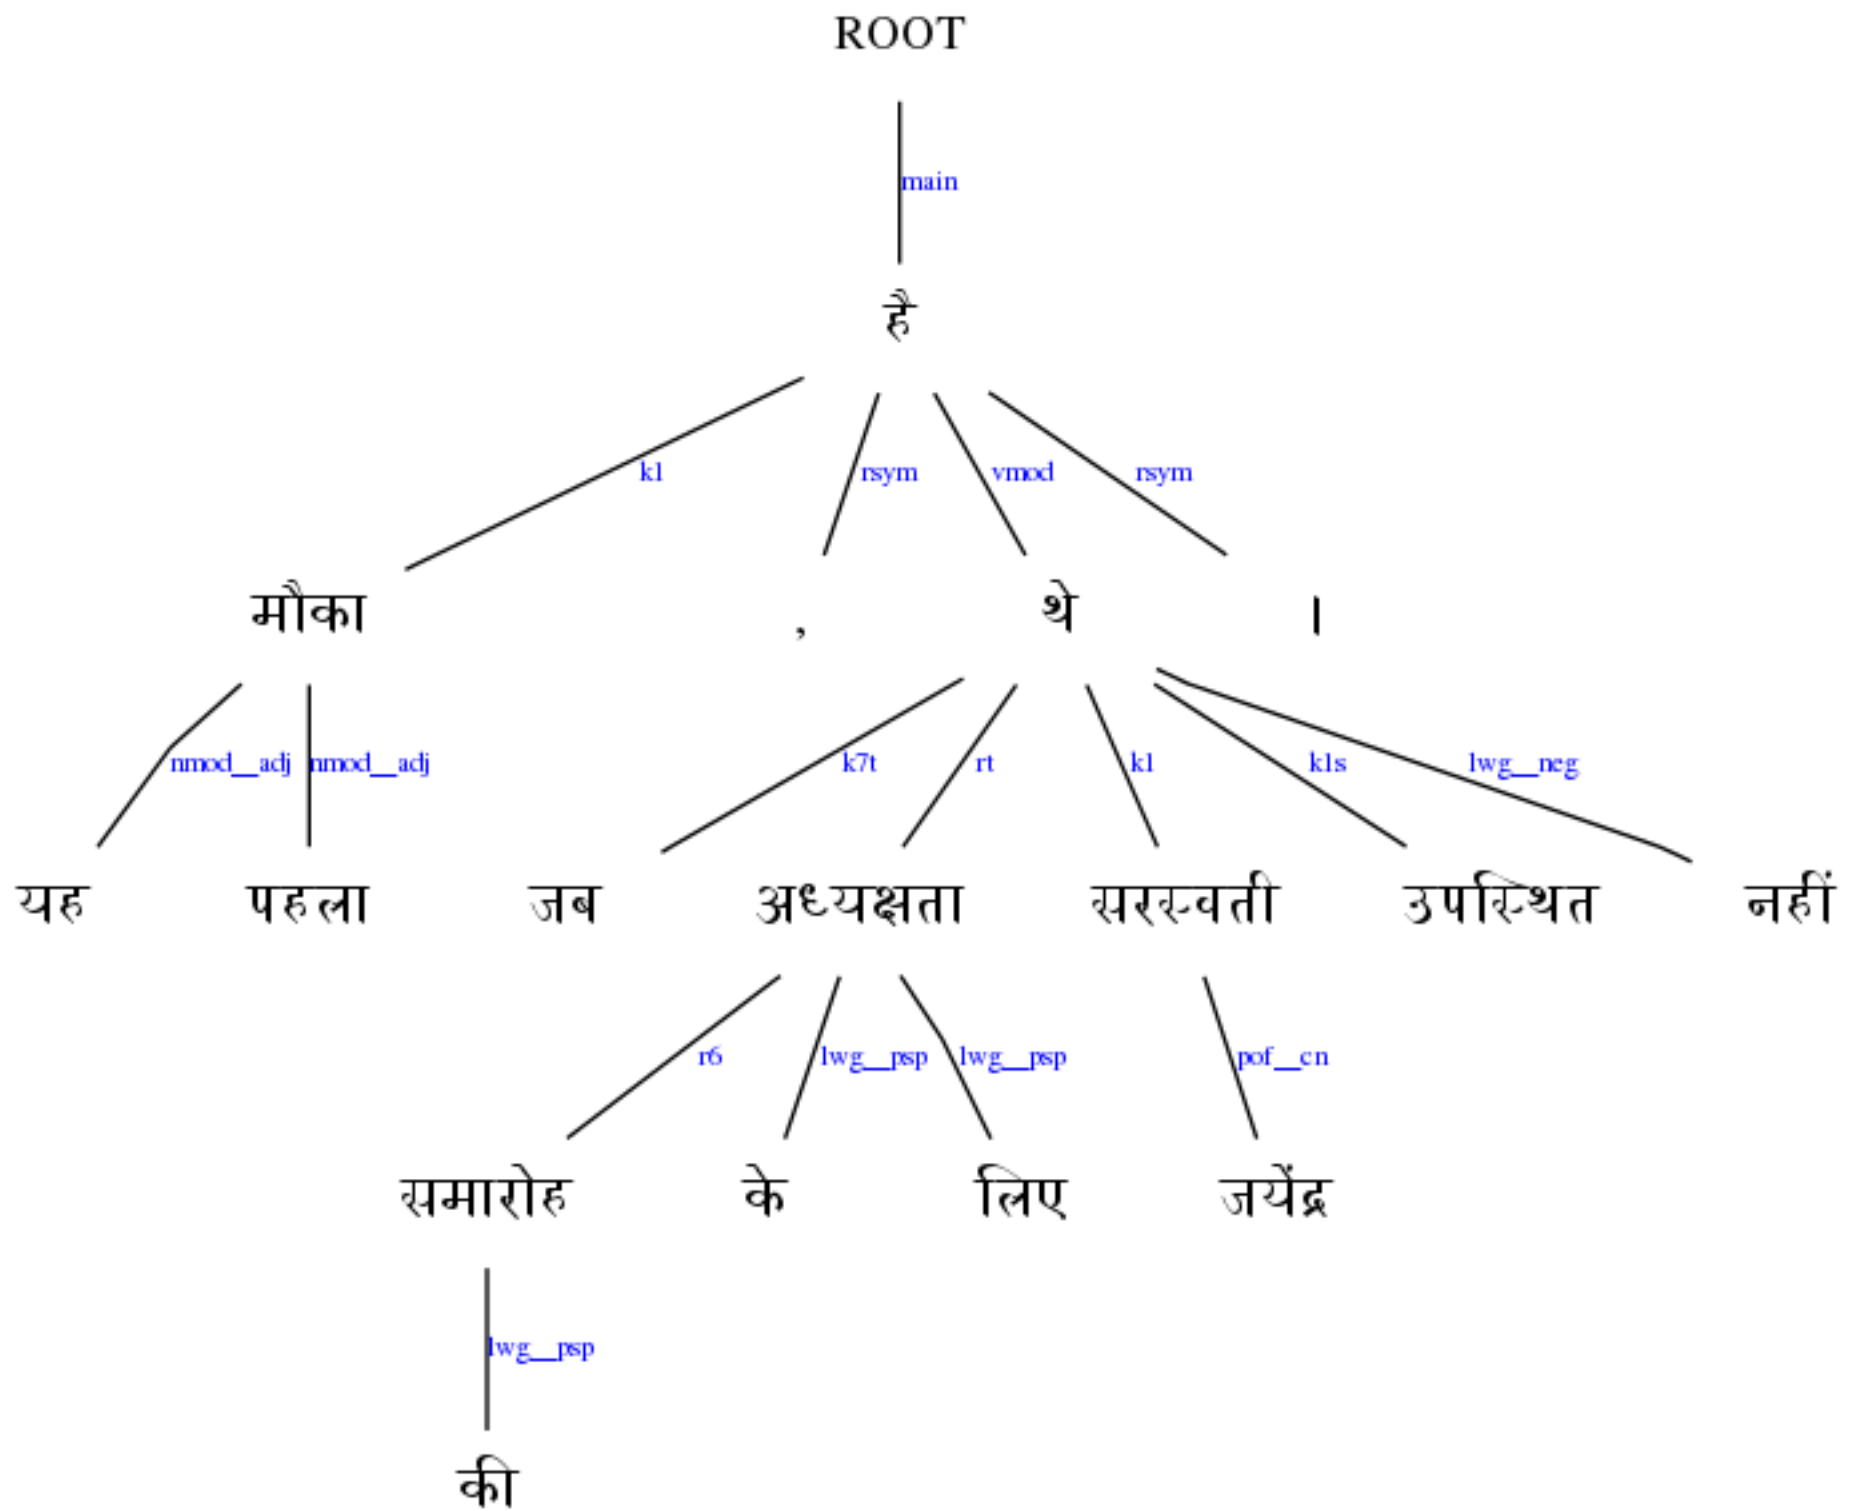 ROOT
main
है
k1 rsym vmod rsym
मौका , थे ।
nmod__adj nmod__adj k7t rt k1 k1s lwg__neg
यह पहला जब अध्यक्षता सरस्वती उपस्थित नहीं
r6 lwg__psp lwg__psp pof__cn
समारोह के लिए जयेंद्र
lwg__psp
की